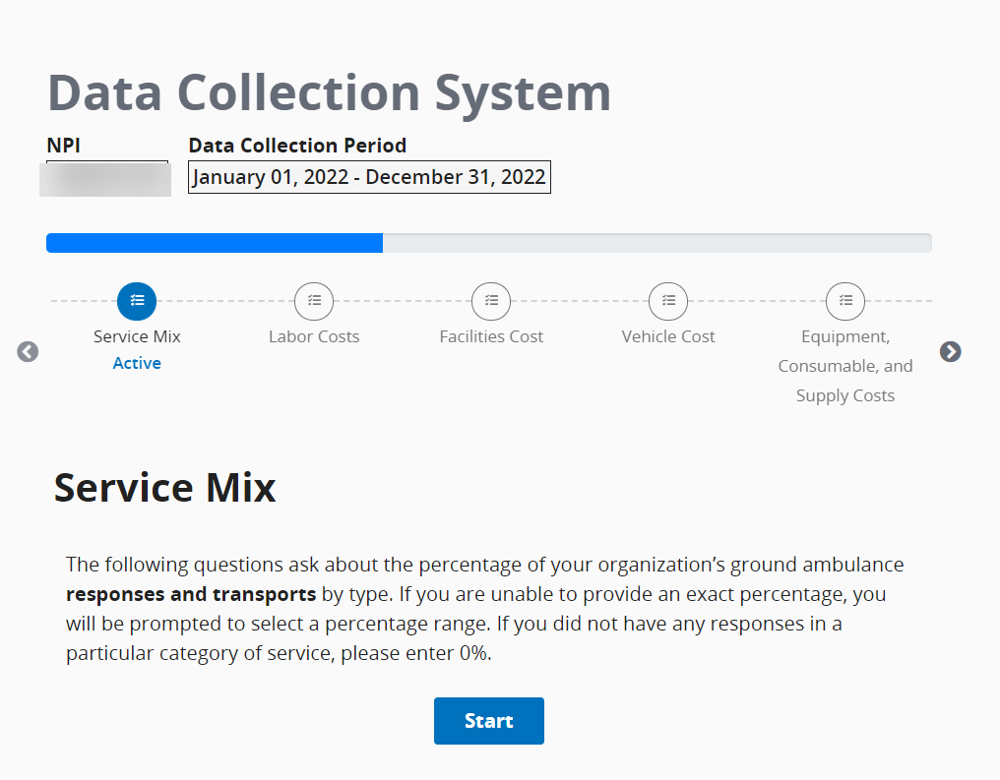 Data Collection System
NPI
Data Collection Period
January 01, 2022 - December 31, 2022
Service Mix
Active
Labor Costs
Facilities Cost
Vehicle Cost
Equipment,
Consumable, and
Supply Costs
Service Mix
The following questions ask about the percentage of your organization’s ground ambulance
responses and transports by type. If you are unable to provide an exact percentage, you
will be prompted to select a percentage range. If you did not have any responses in a
particular category of service, please enter 0%.
Start